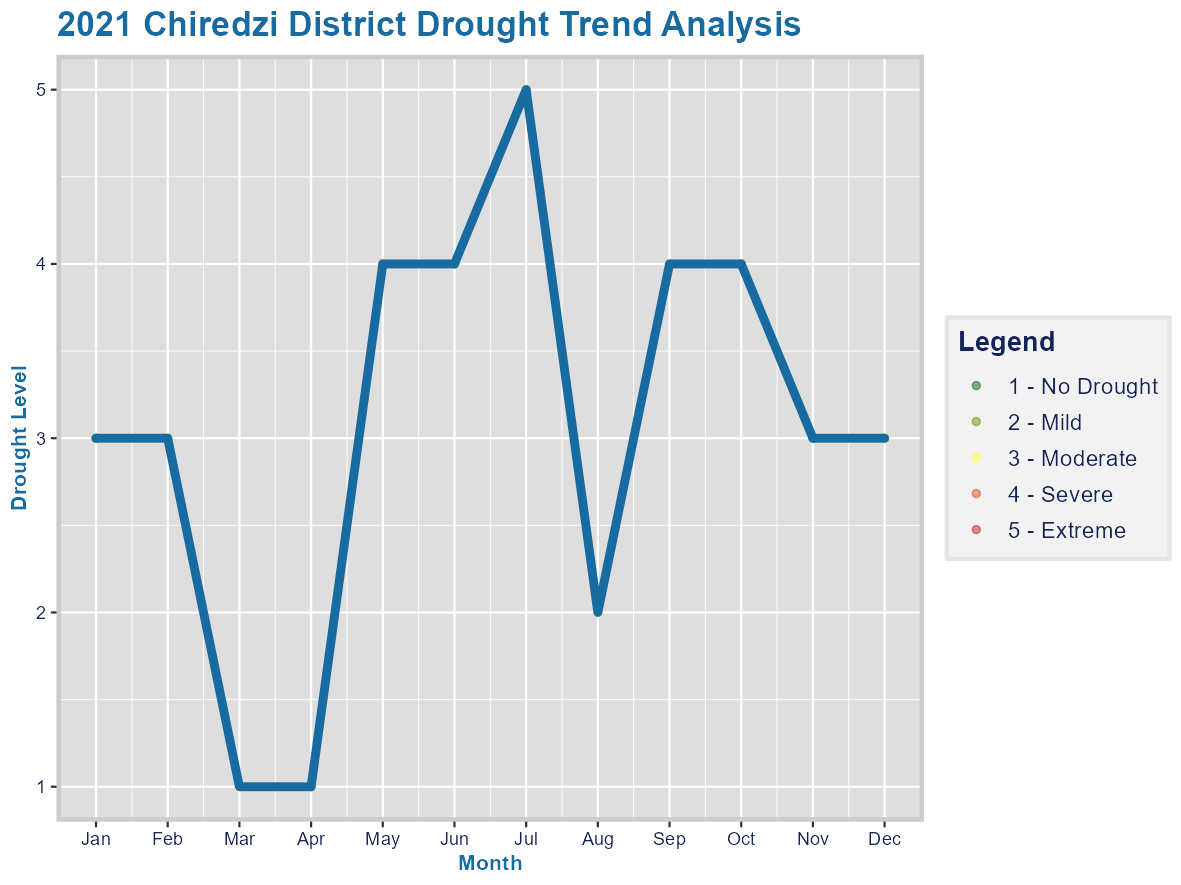 2021 Chiredzi District Drought Trend Analysis
5
4
3
2
1
Drought Level
Jan Feb Mar Apr May Jun Jul Aug Sep Oct Nov Dec
Month
Legend
1 - No Drought
2 - Mild
3 - Moderate
4 - Severe
5 - Extreme